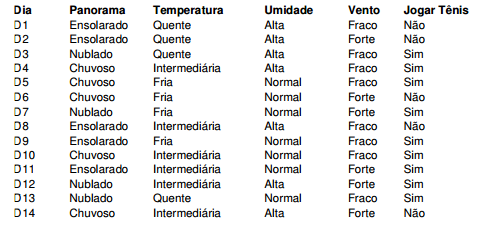 Dia Panorama Temperatura Umidade Vento Jogar Tênis
D1 Ensolarado Quente Alta Fraco Não
D2 Ensolarado Quente Alta Forte Não
D3 Nublado Quente Alta Fraco Sim
D4 Chuvoso Intermediária Alta Fraco Sim
D5 Chuvoso Fria Normal Fraco Sim
D6 Chuvoso Fria Normal Forte Não
D7 Nublado Fria Normal Forte Sim
D8 Ensolarado Intermediária Alta Fraco Não
D9 Ensolarado Fria Normal Fraco Sim
D10 Chuvoso Intermediária Normal Fraco Sim
D11 Ensolarado Intermediária Normal Forte Sim
D12 Nublado Intermediária Alta Forte Sim
D13 Nublado Quente Normal Fraco Sim
D14 Chuvoso Intermediária Alta Forte Não